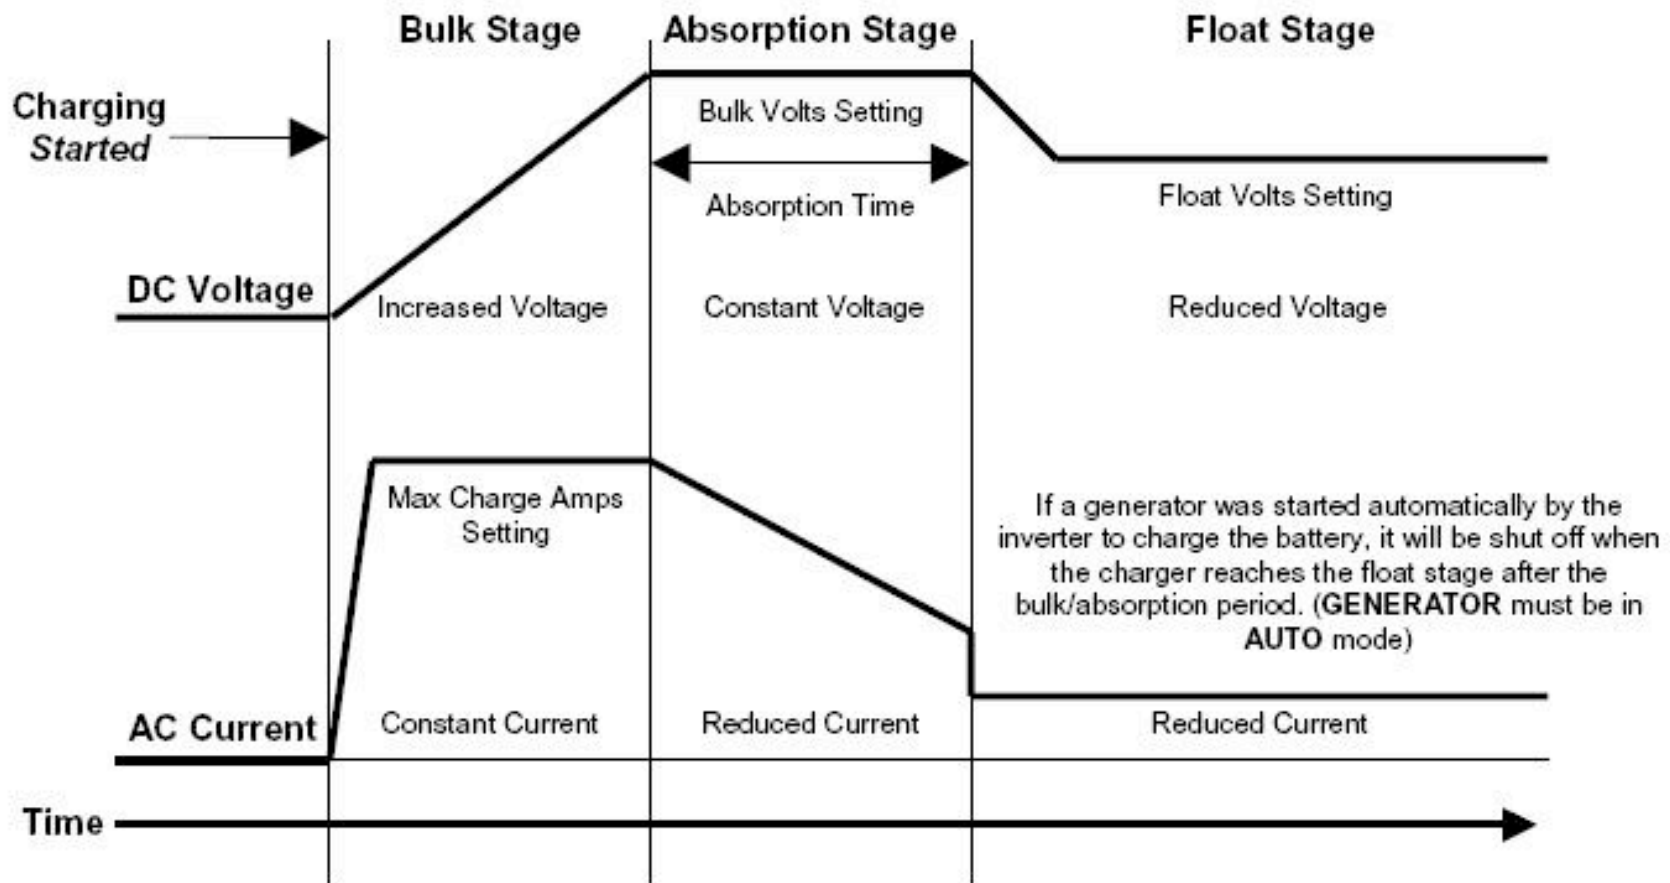 Bulk Stage
Absorption Stage
Float Stage
Charging
Started
Bulk Volts Setting
Absorption Time
Float Volts Setting
DC Voltage
Increased Voltage
Constant Voltage
Reduced Voltage
Max Charge Amps
Setting
If a generator was started automatically by the
inverter to charge the battery, it will be shut off when
the charger reaches the float stage after the
bulk/absorption period. (GENERATOR must be in
AUTO mode)
AC Current
Constant Current
Reduced Current
Reduced Current
Time